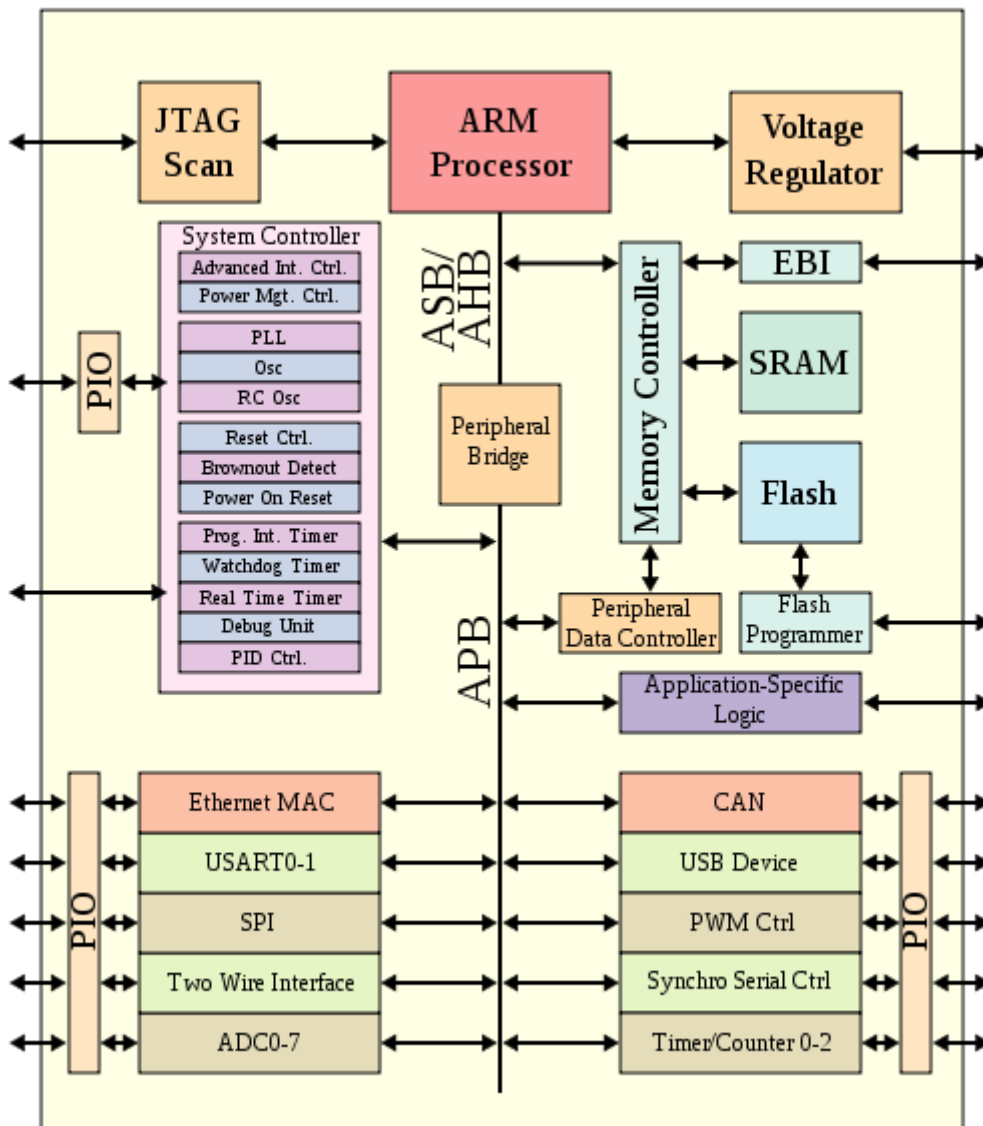 JTAG
Scan
ARM
Processor
Voltage
Regulator
System Controller
Advanced Int. Ctrl.
Power Mgt. Ctrl.
PLL
Osc
RC Osc
Reset Ctrl.
Brownout Detect
Power On Reset
Prog. Int. Timer
Watchdog Timer
Real Time Timer
Debug Unit
PID Ctrl.
PIO
ASB/
AHB
Peripheral
Bridge
APB
Memory Controller
EBI
SRAM
Flash
Peripheral
Data Controller
Flash
Programmer
Application-Specific
Logic
PIO
Ethernet MAC
USART0-1
SPI
Two Wire Interface
ADC0-7
CAN
USB Device
PWM Ctrl
Synchro Serial Ctrl
Timer/Counter 0-2
PIO